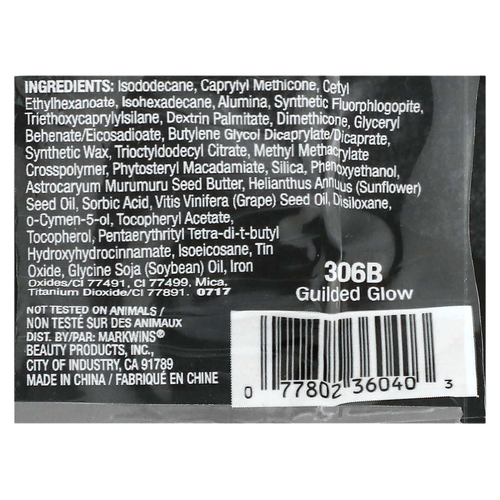 INGREDIENTS: Isododecane, Caprylyl Methicone, Cetyl
Ethylhexanoate, Isohexadecane, Alumina, Synthetic Fluorphlogopite,
Triethoxycaprylylsilane, Dextrin Palmitate, Dimethicone, Glyceryl
Behenate/Eicosadioate, Butylene Glycol Dicaprylate/Dicaprate,
Synthetic Wax, Trioctyldodecyl Citrate, Methyl Methacrylate
Crosspolymer, Phytosteryl Macadamiate, Silica, Phenoxyethanol,
Astrocaryum Murumuru Seed Butter, Helianthus Annuus (Sunflower)
Seed Oil, Sorbic Acid, Vitis Vinifera (Grape) Seed Oil, Disiloxane,
o-Cymen-5-ol, Tocopheryl Acetate,
Tocopherol, Pentaerythrityl Tetra-di-t-butyl
Hydroxyhydrocinnamate, Isoeicosane, Tin
Oxide, Glycine Soja (Soybean) Oil, Iron
Oxides/CI 77491, CI 77499, Mica,
Titanium Dioxide/CI 77891. 0717
306B
Guilded Glow
NOT TESTED ON ANIMALS /
NON TESTÉ SUR DES ANIMAUX
DIST. BY/PAR: MARKWINS®
BEAUTY PRODUCTS, INC.,
CITY OF INDUSTRY, CA 91789
MADE IN CHINA / FABRIQUÉ EN CHINE
0 77802 36040 3